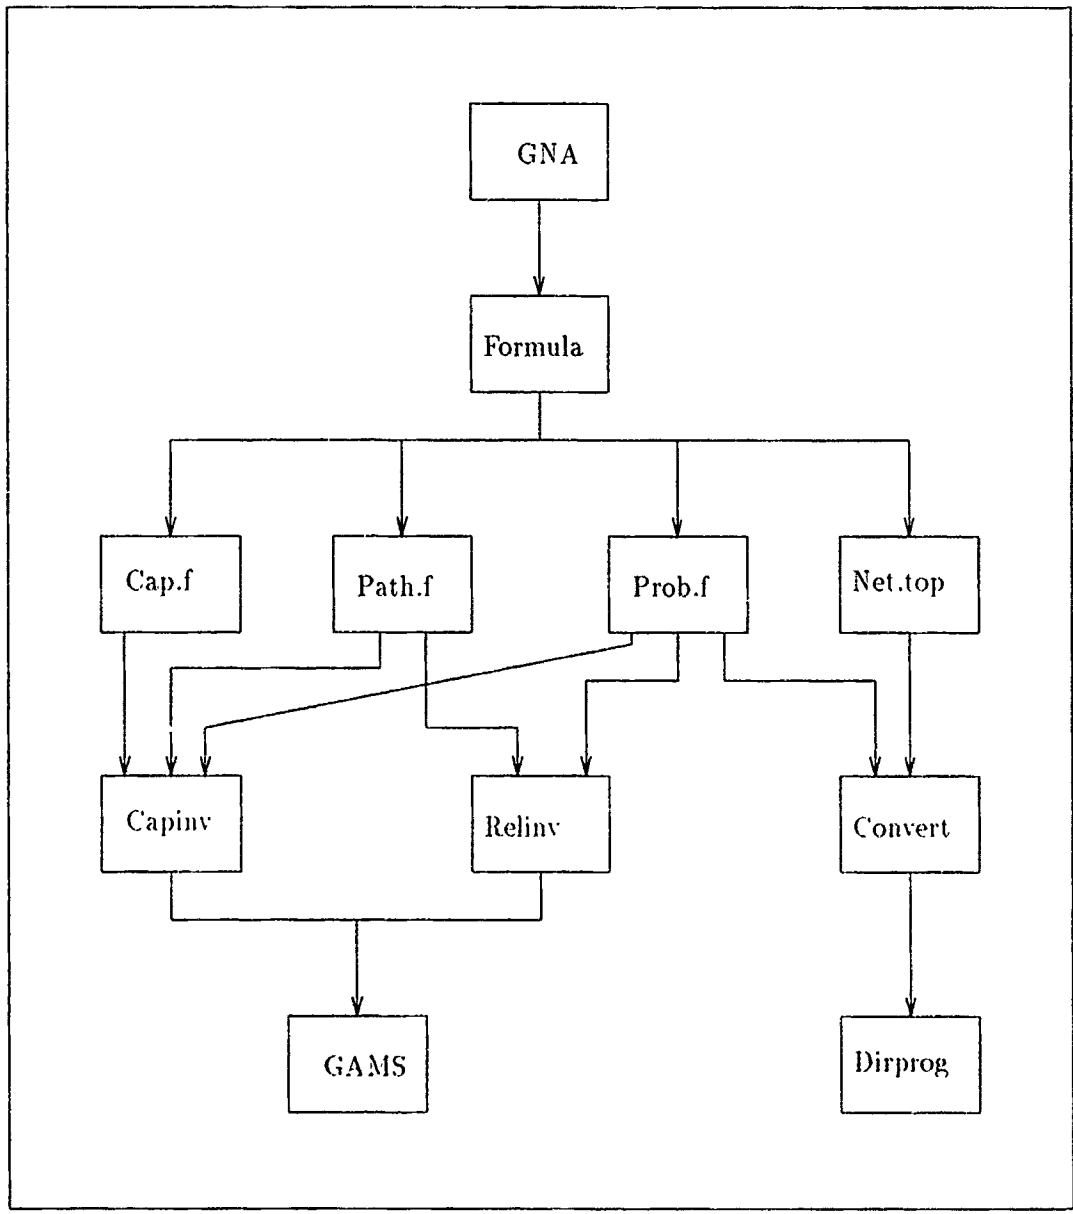 GNA
Formula
Cap.f
Path.f
Prob.f
Net.top
Capinv
Relinv
Convert
GAMS
Dirprog